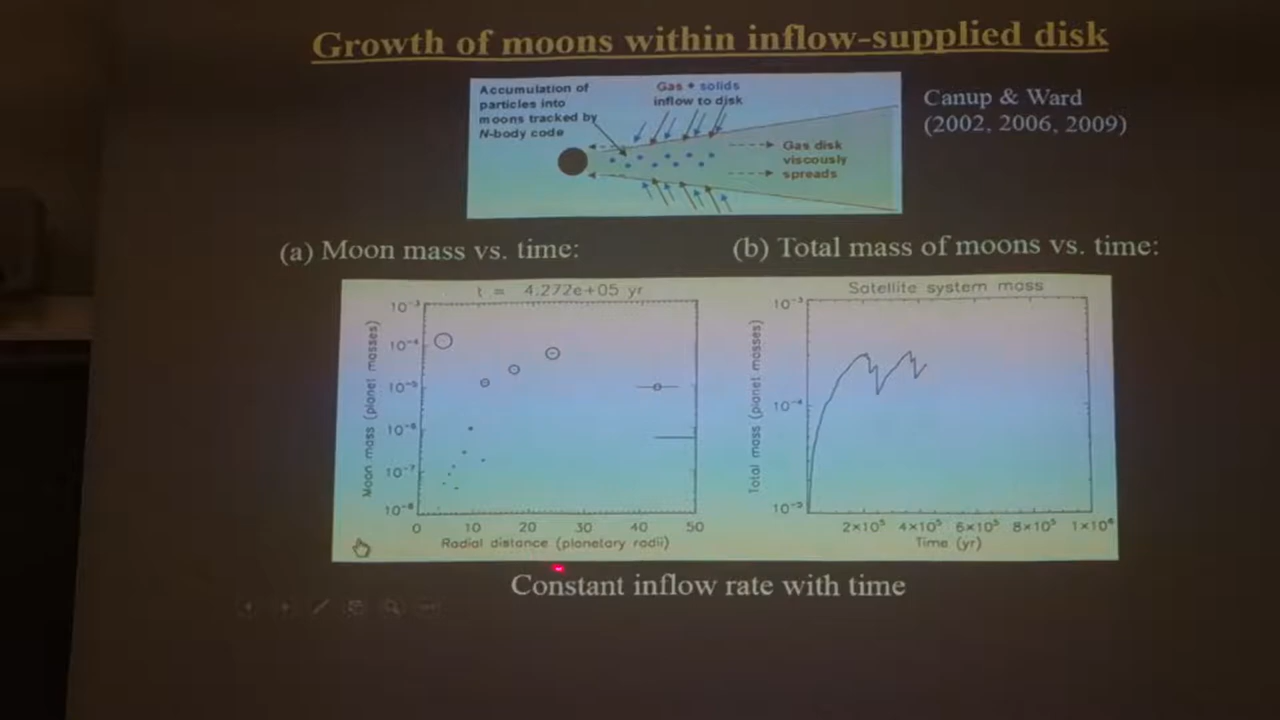 Growth of moons within inflow-supplied disk
Accumulation of
particles into
moons tracked by
N-body code
Gas + solids
inflow to disk
Gas disk
viscously
spreads
Canup & Ward
(2002, 2006, 2009)
(a) Moon mass vs. time:
(b) Total mass of moons vs. time:
t = 4.272e+05 yr
Moon mass (planet masses)
10⁻³
10⁻⁴
10⁻⁵
10⁻⁶
10⁻⁷
10⁻⁸
0 10 20 30 40 50
Radial distance (planetary radii)
Satellite system mass
Total mass (planet masses)
10⁻³
10⁻⁴
10⁻⁵
2×10⁵ 4×10⁵ 6×10⁵ 8×10⁵ 1×10⁶
Time (yr)
Constant inflow rate with time